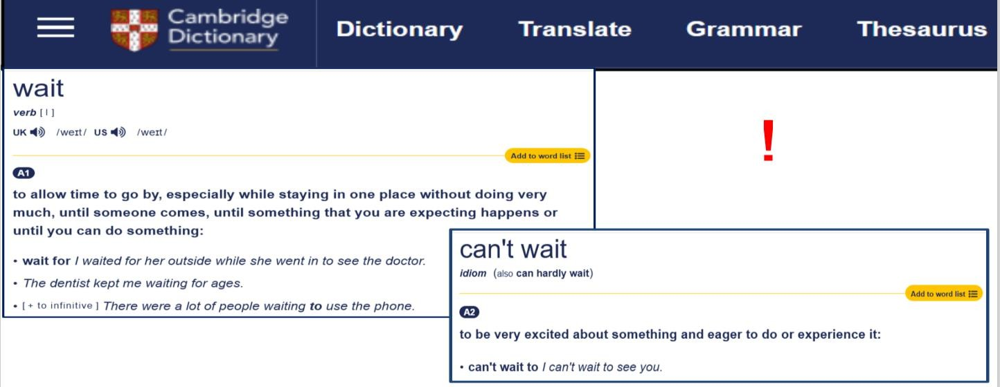 Cambridge
Dictionary
Dictionary Translate Grammar Thesaurus
wait
verb [ I ]
UK /weɪt/ US /weɪt/
Add to word list
A1
to allow time to go by, especially while staying in one place without doing very
much, until someone comes, until something that you are expecting happens or
until you can do something:
• wait for I waited for her outside while she went in to see the doctor.
• The dentist kept me waiting for ages.
• [ + to infinitive ] There were a lot of people waiting to use the phone.
!
can't wait
idiom (also can hardly wait)
Add to word list
A2
to be very excited about something and eager to do or experience it:
• can't wait to I can't wait to see you.